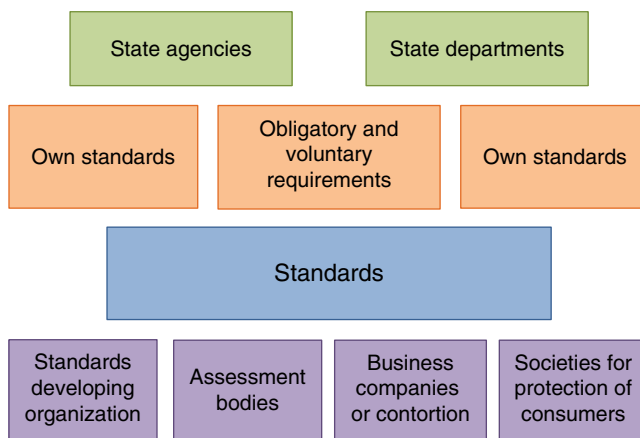 State agencies
State departments
Own standards
Obligatory and
voluntary
requirements
Own standards
Standards
Standards
developing
organization
Assessment
bodies
Business
companies
or contortion
Societies for
protection of
consumers